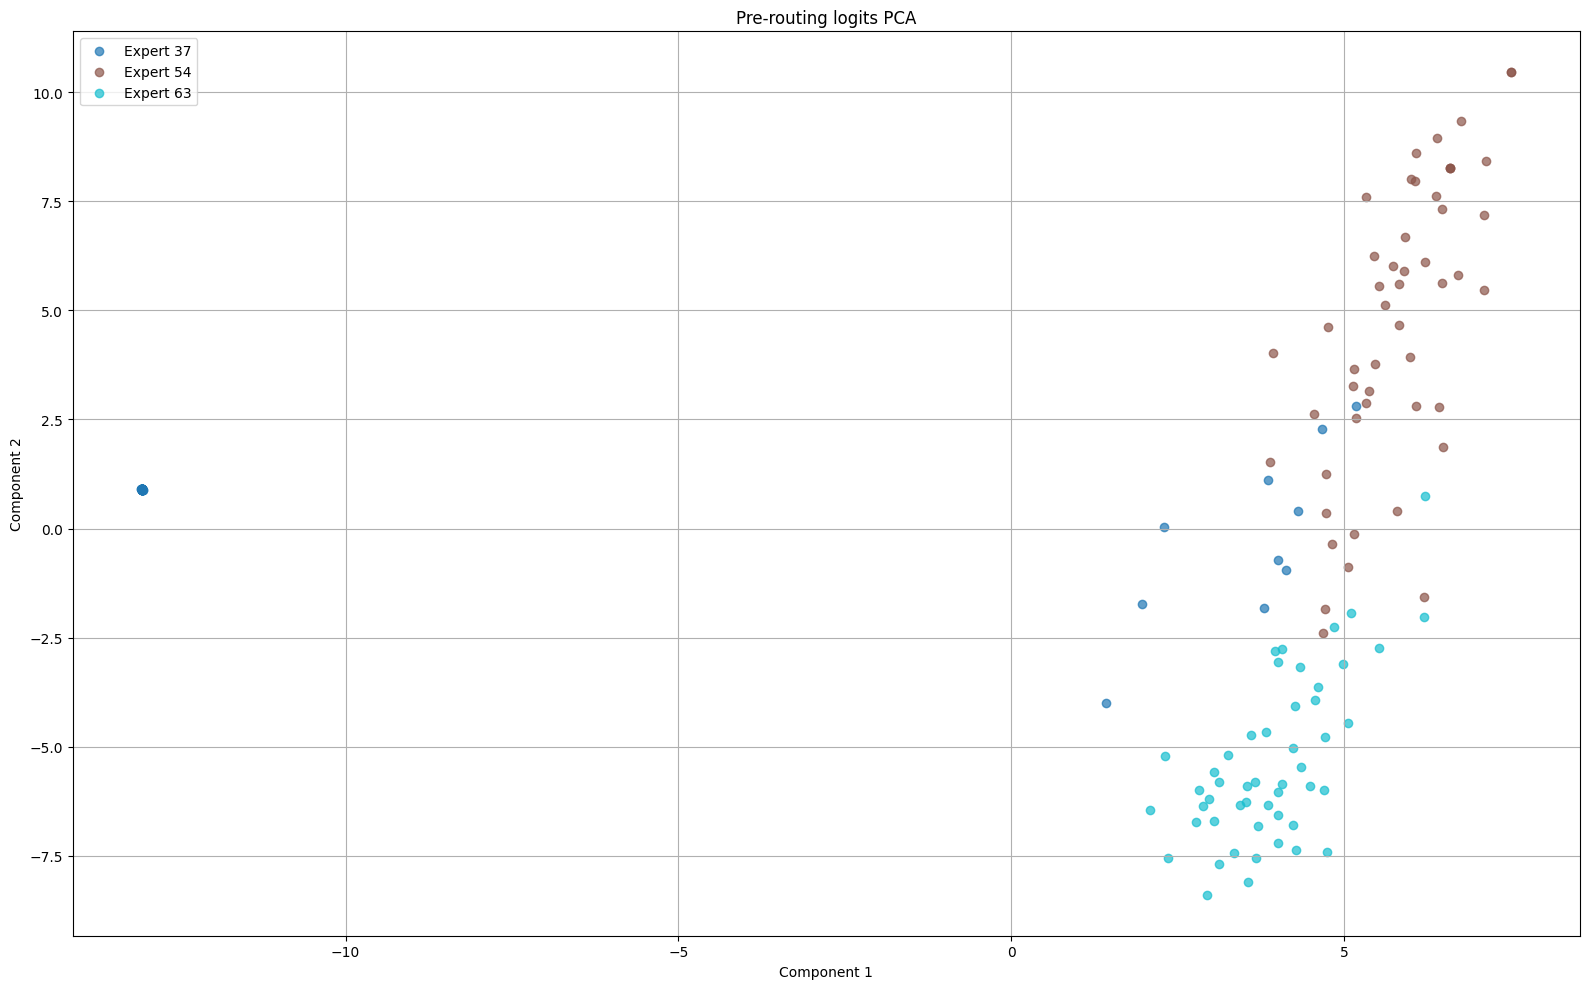 Pre-routing logits PCA
Expert 37
Expert 54
Expert 63
Component 2
10.0
7.5
5.0
2.5
0.0
−2.5
−5.0
−7.5
−10
−5
0
5
Component 1